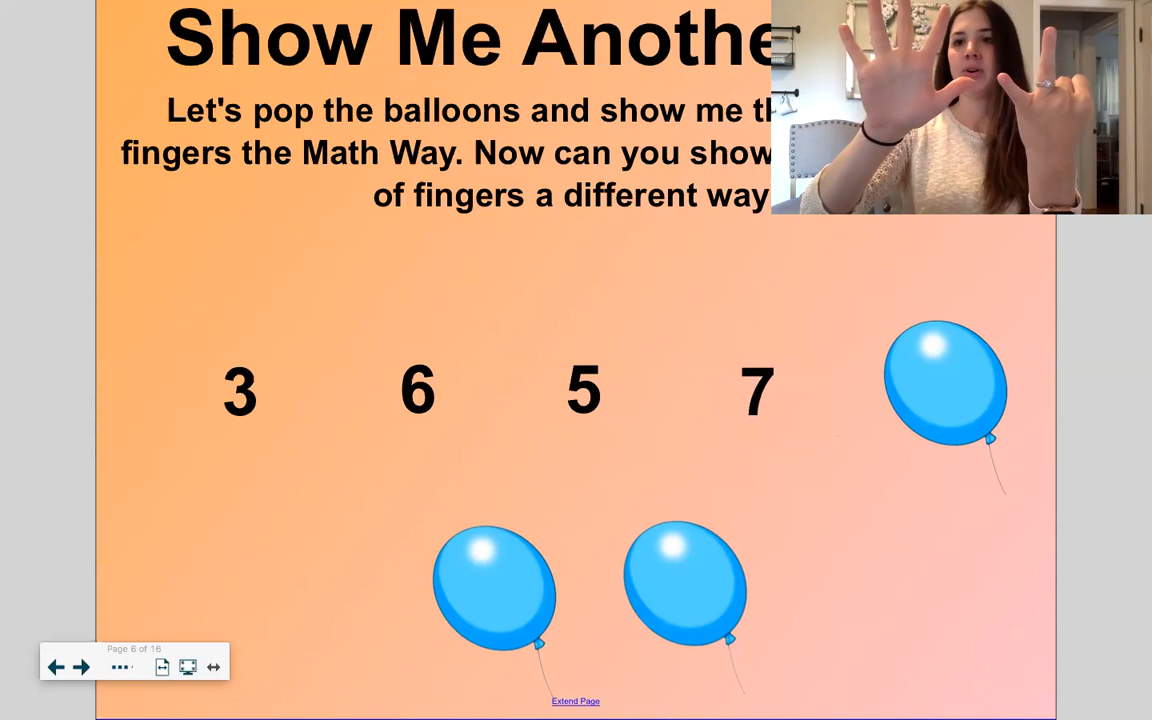 Show Me Anothe
Let's pop the balloons and show me
fingers the Math Way. Now can you show
of fingers a different way
3 6 5 7
Page 6 of 16
Extend Page